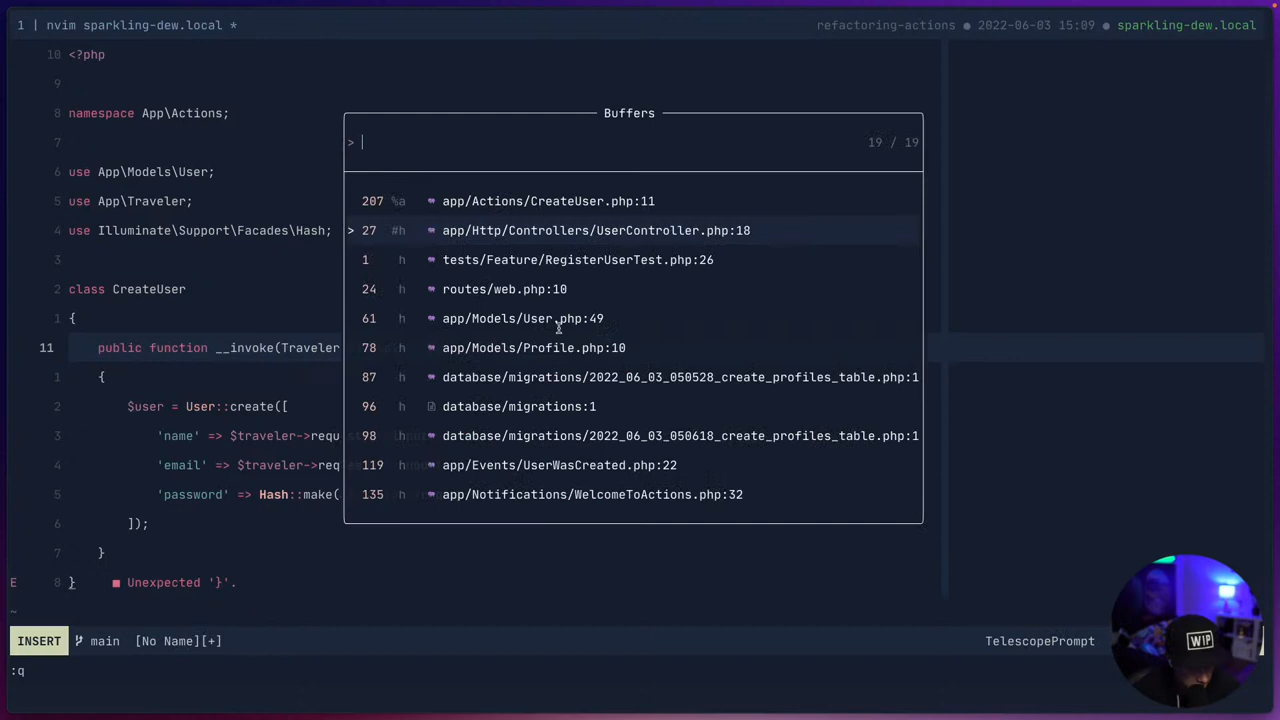 1 | nvim sparkling-dew.local *
refactoring-actions ● 2022-06-03 15:09 ● sparkling-dew.local
10 <?php
9
8 namespace App\Actions;
7
6 use App\Models\User;
5 use App\Traveler;
4 use Illuminate\Support\Facades\Hash;
3
2 class CreateUser
1 {
11 public function __invoke(Traveler
1 {
2 $user = User::create([
3 'name' => $traveler->requ
4 'email' => $traveler->req
5 'password' => Hash::make(
6 ]);
7 }
E 8 } ■ Unexpected '}'.
~
Buffers
> 19 / 19
207 %a app/Actions/CreateUser.php:11
> 27 #h app/Http/Controllers/UserController.php:18
1 h tests/Feature/RegisterUserTest.php:26
24 h routes/web.php:10
61 h app/Models/User.php:49
78 h app/Models/Profile.php:10
87 h database/migrations/2022_06_03_050528_create_profiles_table.php:1
96 h database/migrations:1
98 h database/migrations/2022_06_03_050618_create_profiles_table.php:1
119 h app/Events/UserWasCreated.php:22
135 h app/Notifications/WelcomeToActions.php:32
INSERT main [No Name][+] TelescopePrompt
:q
WIP